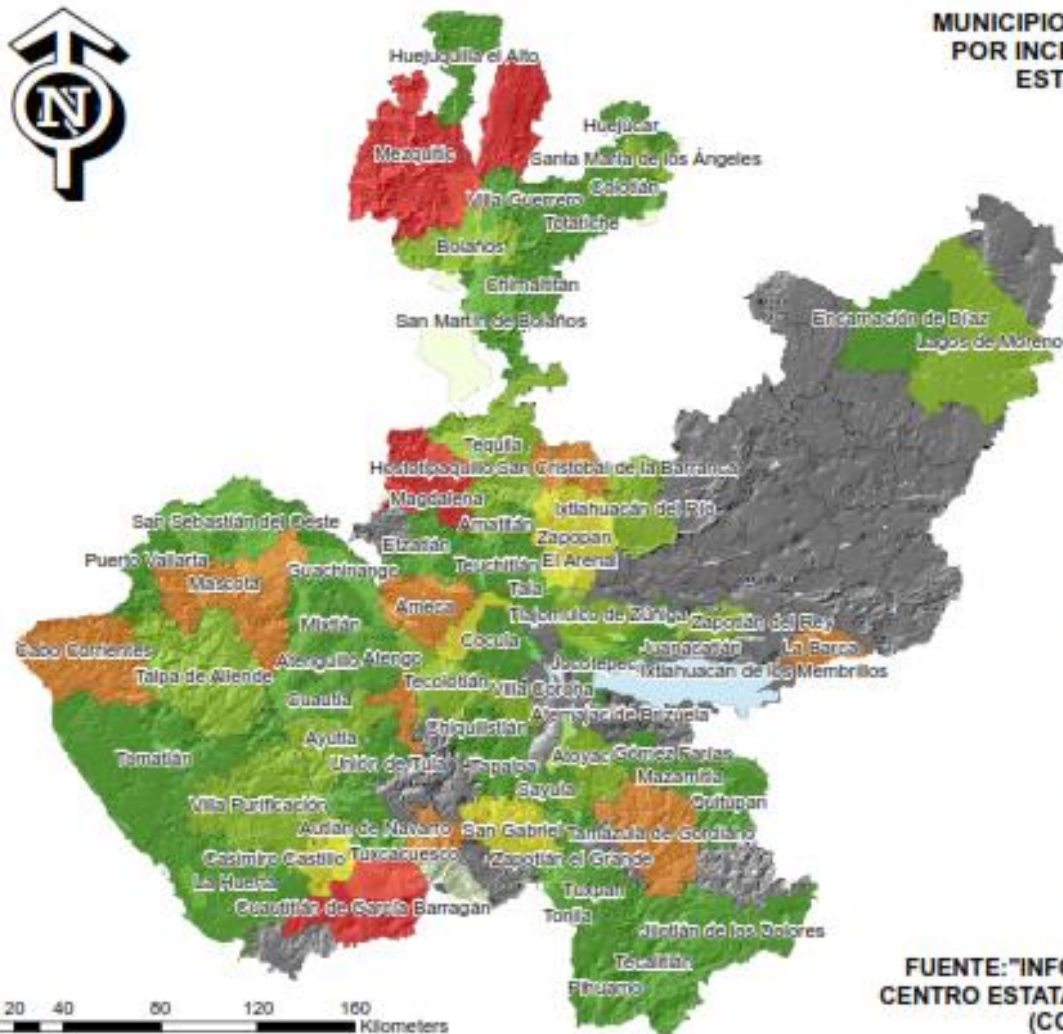 N
MUNICIPIO
POR INCE
EST
Huejuquilla el Alto
Huejúcar
Mezquitic
Santa María de los Ángeles
Colotlán
Villa Guerrero
Totatiche
Bolaños
Chimaltitán
San Martín de Bolaños
Encarnación de Díaz
Lagos de Moreno
Tequila
Hostotipaquillo
San Cristobal de la Barranca
Magdalena
Ixtlahuacán del Río
San Sebastián del Oeste
Amatitán
Etzatlán
Zapopan
Puerto Vallarta
Guachinango
Teuchitlán
El Arenal
Mascota
Tala
Ameca
Mixtlán
Tlajomulco de Zúñiga
Zapotlán del Rey
Cocula
Cabo Corrientes
Juanacatlán
La Barca
Atenguillo
Atengo
Jocotepec
Ixtlahuacán de los Membrillos
Talpa de Allende
Tecolotlán
Villa Corona
Cuautla
Atemajac de Brizuela
Chiquilistlán
Ayutla
Tomatlán
Atoyac
Gómez Farías
Unión de Tula
Tapalpa
Mazamitla
Sayula
Villa Purificación
Quitupan
Autlán de Navarro
San Gabriel
Tamazula de Gordiano
Casimiro Castillo
Tuxcacuesco
Zapotlán el Grande
La Huerta
Tuxpan
Cuautitlán de García Barragán
Tonila
Jilotlán de los Dolores
Tecalitlán
Pihuamo
FUENTE:"INFO
CENTRO ESTATA
20 40 80 120 160
Kilometers